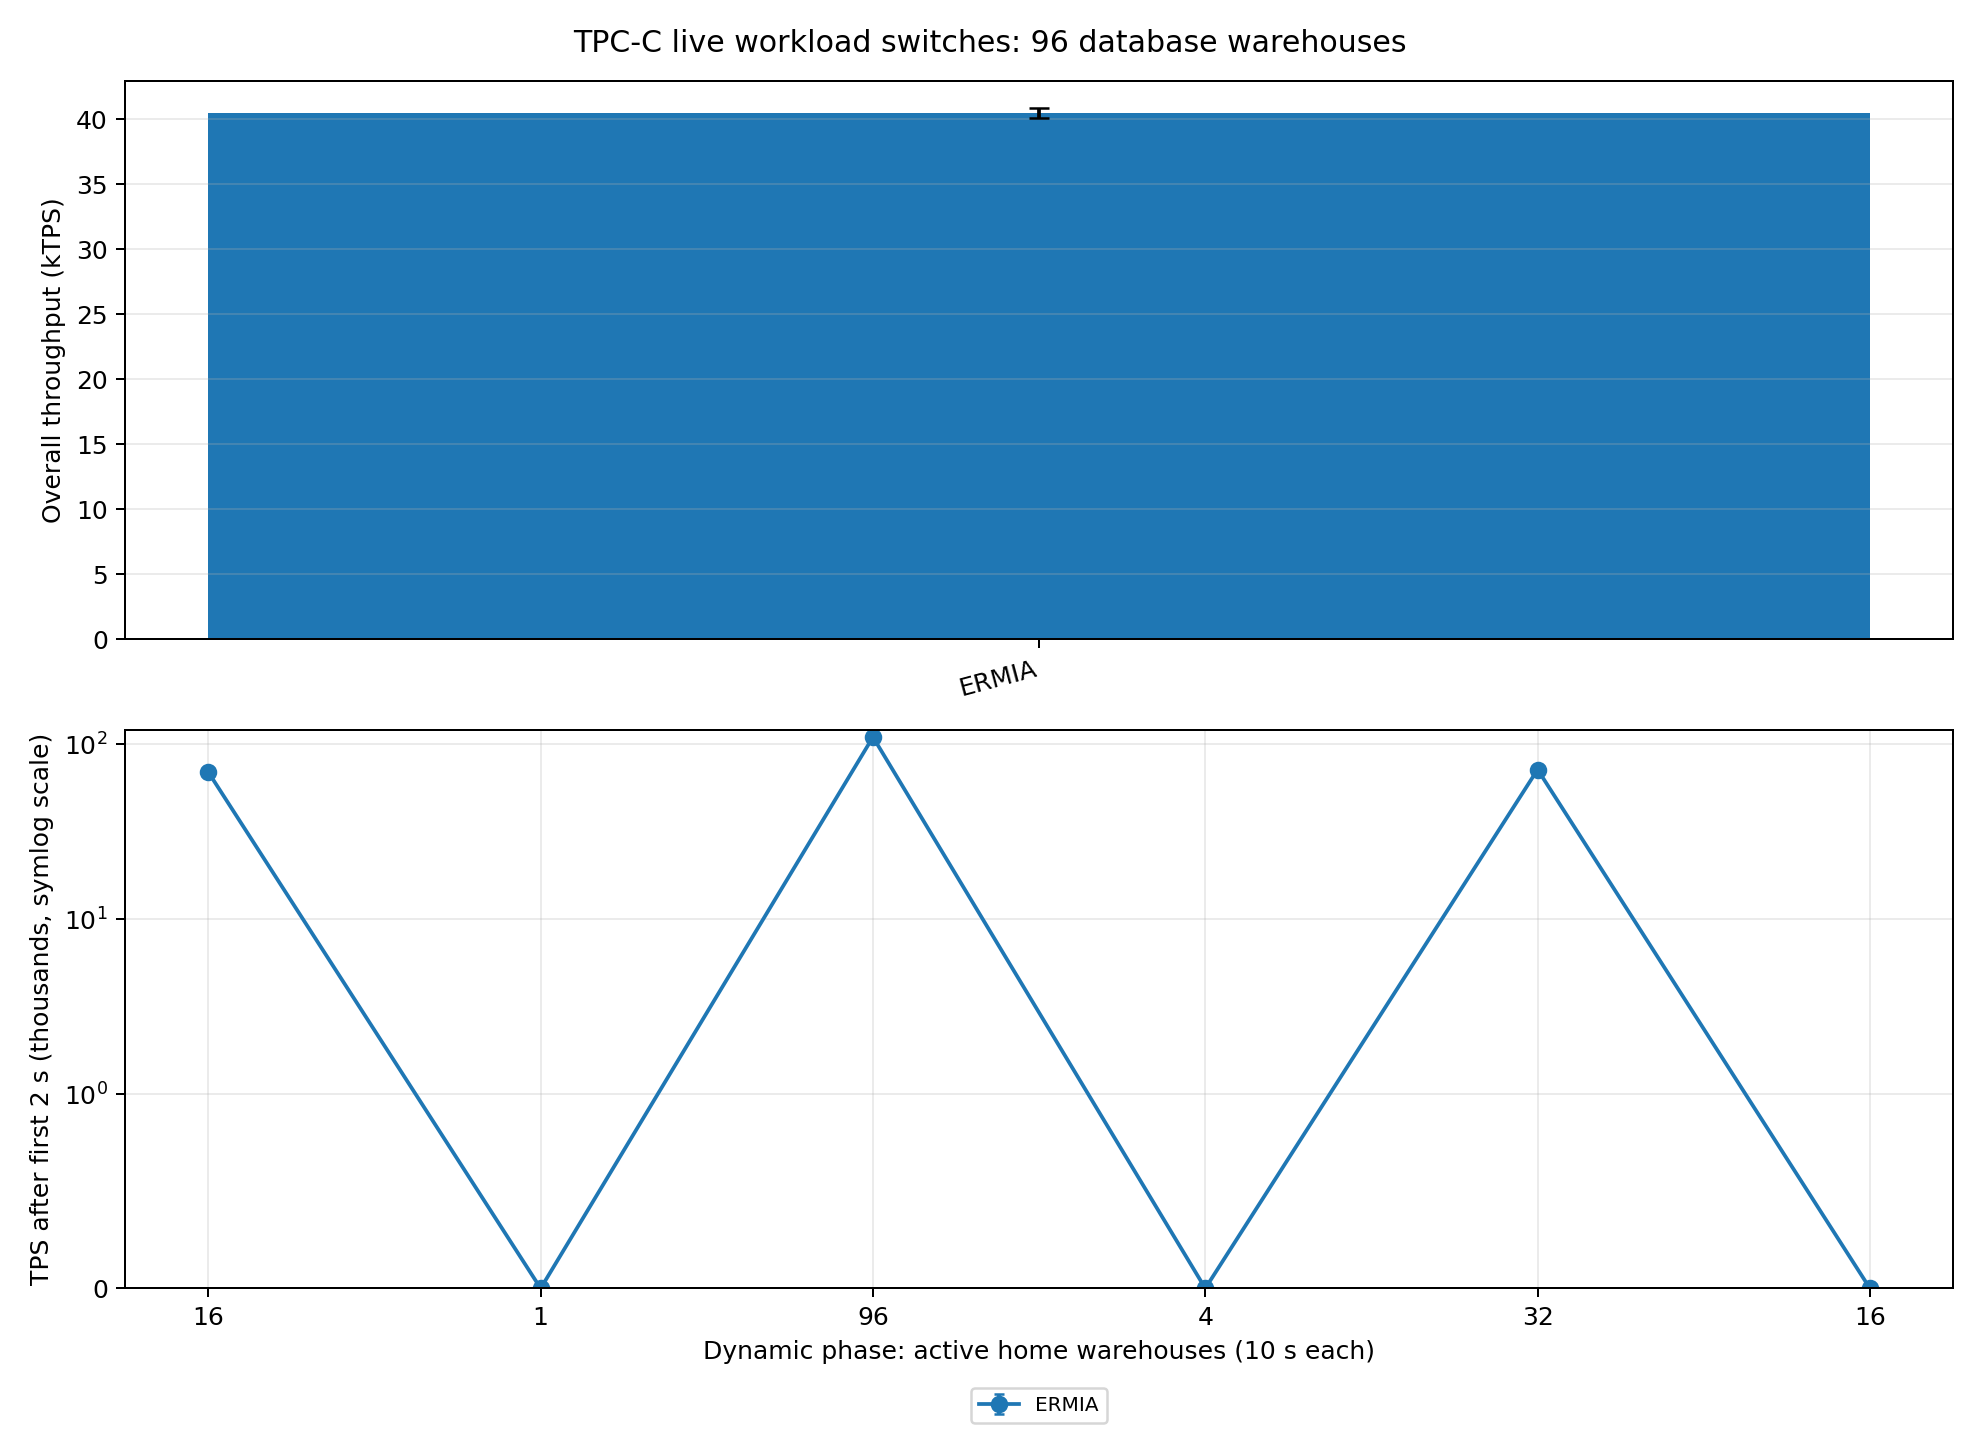 TPC-C live workload switches: 96 database warehouses
Overall throughput (kTPS)
40
35
30
25
20
15
10
5
0
ERMIA
TPS after first 2 s (thousands, symlog scale)
10²
10¹
10⁰
0
16 1 96 4 32 16
Dynamic phase: active home warehouses (10 s each)
ERMIA